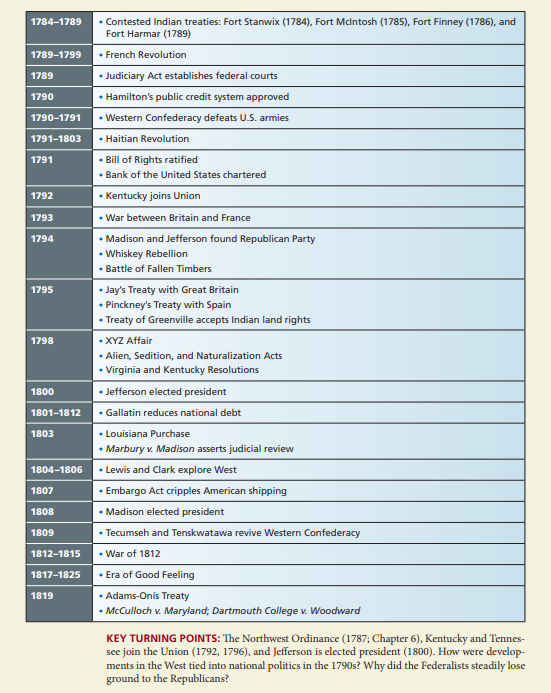 1784–1789 • Contested Indian treaties: Fort Stanwix (1784), Fort McIntosh (1785), Fort Finney (1786), and
Fort Harmar (1789)
1789–1799 • French Revolution
1789 • Judiciary Act establishes federal courts
1790 • Hamilton's public credit system approved
1790–1791 • Western Confederacy defeats U.S. armies
1791–1803 • Haitian Revolution
1791 • Bill of Rights ratified
• Bank of the United States chartered
1792 • Kentucky joins Union
1793 • War between Britain and France
1794 • Madison and Jefferson found Republican Party
• Whiskey Rebellion
• Battle of Fallen Timbers
1795 • Jay's Treaty with Great Britain
• Pinckney's Treaty with Spain
• Treaty of Greenville accepts Indian land rights
1798 • XYZ Affair
• Alien, Sedition, and Naturalization Acts
• Virginia and Kentucky Resolutions
1800 • Jefferson elected president
1801–1812 • Gallatin reduces national debt
1803 • Louisiana Purchase
• Marbury v. Madison asserts judicial review
1804–1806 • Lewis and Clark explore West
1807 • Embargo Act cripples American shipping
1808 • Madison elected president
1809 • Tecumseh and Tenskwatawa revive Western Confederacy
1812–1815 • War of 1812
1817–1825 • Era of Good Feeling
1819 • Adams-Onís Treaty
• McCulloch v. Maryland; Dartmouth College v. Woodward
KEY TURNING POINTS: The Northwest Ordinance (1787; Chapter 6), Kentucky and Tennes-
see join the Union (1792, 1796), and Jefferson is elected president (1800). How were develop-
ments in the West tied into national politics in the 1790s? Why did the Federalists steadily lose
ground to the Republicans?